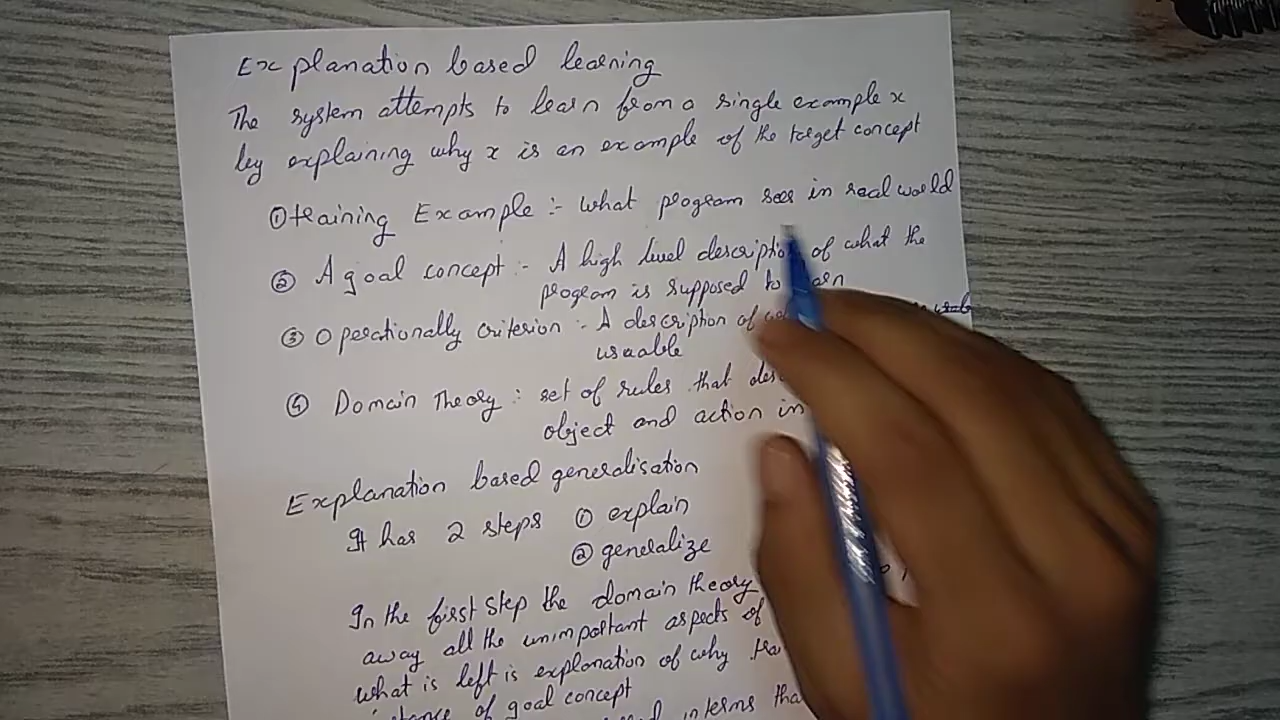 Explanation based learning
The system attempts to learn from a single example x
by explaining why x is an example of the target concept
① training Example :- what program sees in real world
② A goal concept :- A high level description of what the
program is supposed to
③ Operationally criterion :- A description of
usuable
④ Domain Theory : set of rules that
object and action in
Explanation based generalisation
It has 2 steps ① explain
② generalize
In the first step the domain theory
away all the unimportant aspects of
what is left is explanation of why
of goal concept
interms